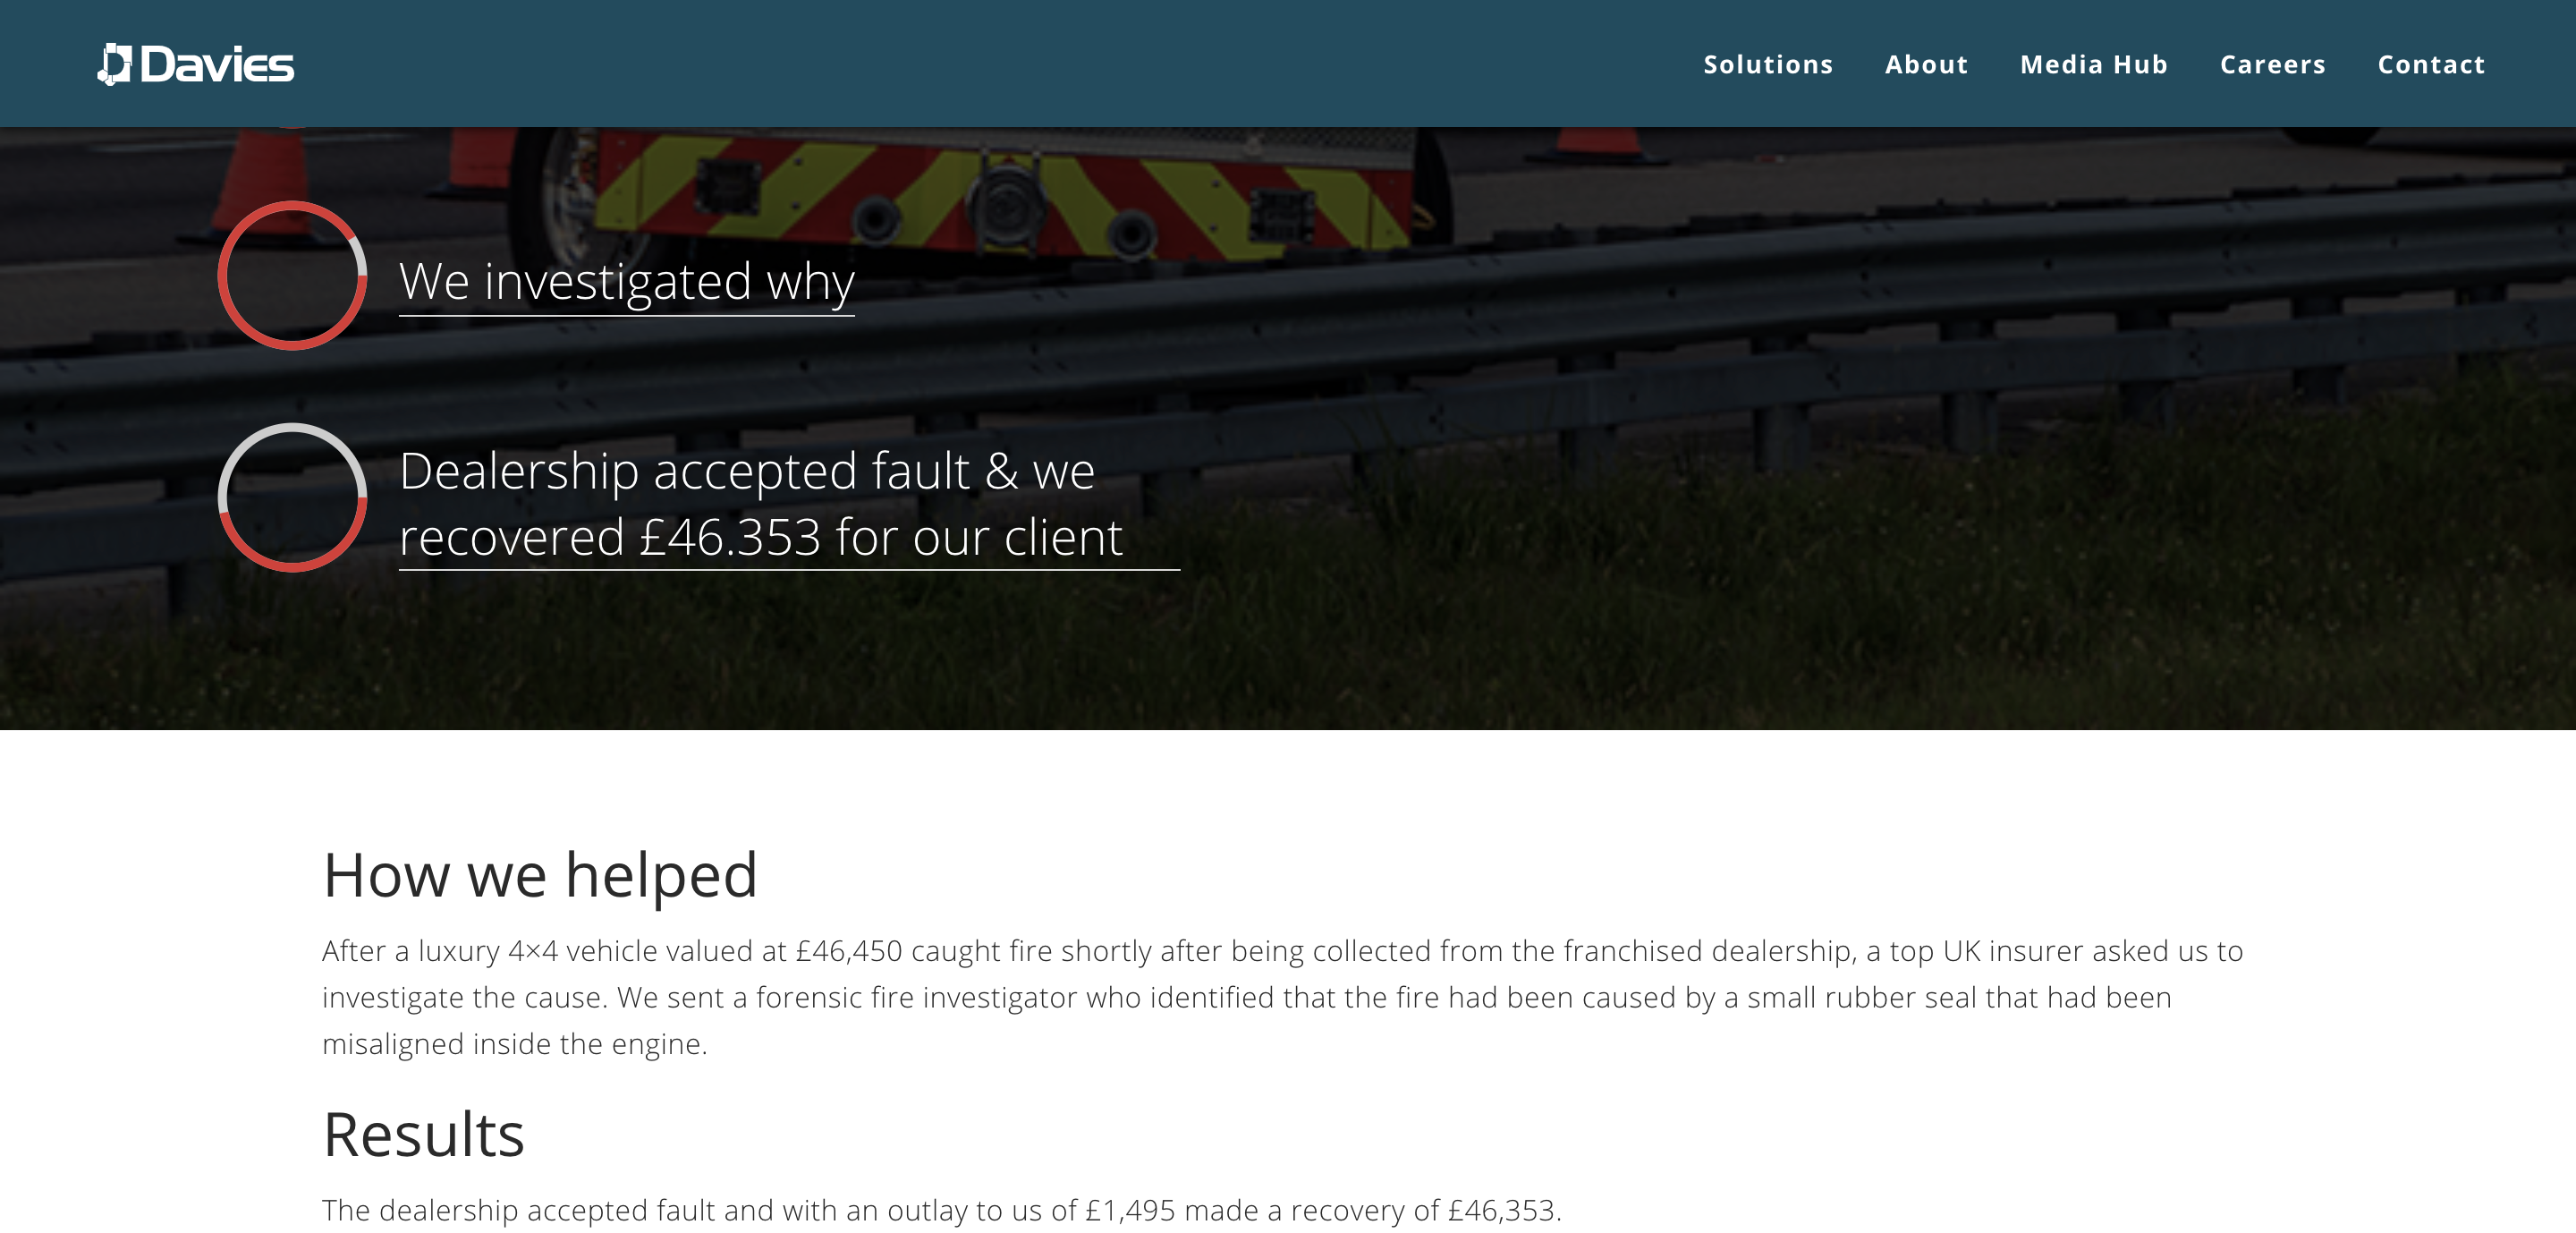 Davies
Solutions About Media Hub Careers Contact
We investigated why
Dealership accepted fault & we
recovered £46.353 for our client
How we helped
After a luxury 4×4 vehicle valued at £46,450 caught fire shortly after being collected from the franchised dealership, a top UK insurer asked us to
investigate the cause. We sent a forensic fire investigator who identified that the fire had been caused by a small rubber seal that had been
misaligned inside the engine.
Results
The dealership accepted fault and with an outlay to us of £1,495 made a recovery of £46,353.